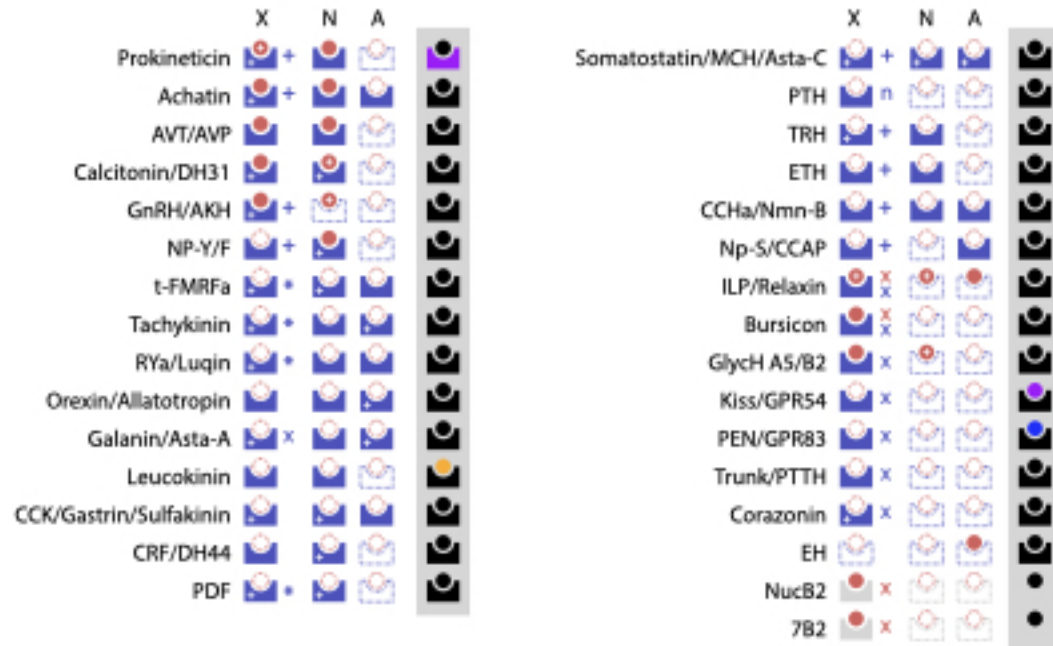 X N A
Prokineticin +
Achatin +
AVT/AVP
Calcitonin/DH31
GnRH/AKH +
NP-Y/F +
t-FMRFa *
Tachykinin *
RYa/Luqin *
Orexin/Allatotropin
Galanin/Asta-A x
Leucokinin
CCK/Gastrin/Sulfakinin
CRF/DH44
PDF *
X N A
Somatostatin/MCH/Asta-C +
PTH n
TRH +
ETH +
CCHa/Nmn-B +
Np-S/CCAP +
ILP/Relaxin x x
Bursicon x x
GlycH A5/B2 x
Kiss/GPR54 x
PEN/GPR83 x
Trunk/PTTH x
Corazonin x
EH
NucB2 x
7B2 x